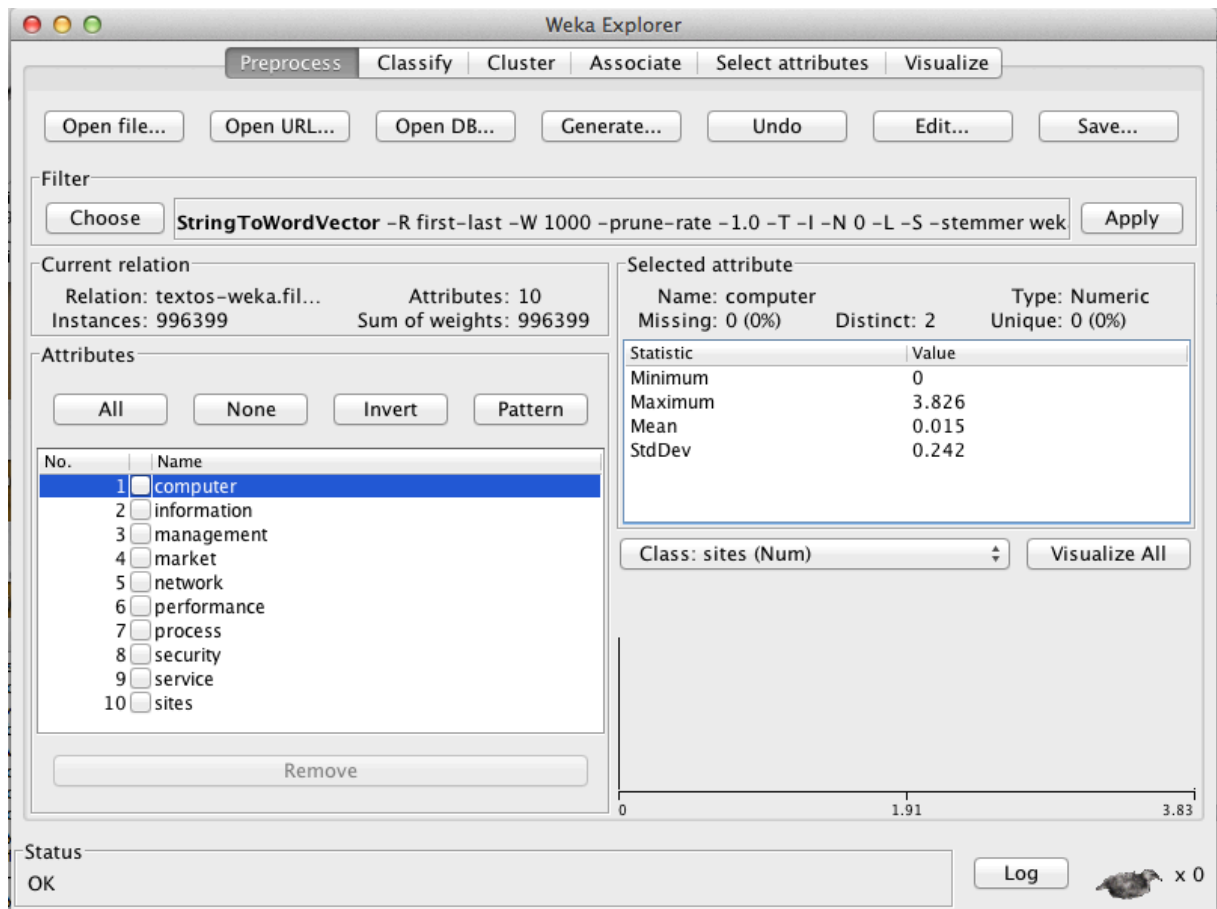 Weka Explorer
Preprocess Classify Cluster Associate Select attributes Visualize
Open file... Open URL... Open DB... Generate... Undo Edit... Save...
Filter
Choose StringToWordVector -R first-last -W 1000 -prune-rate -1.0 -T -I -N 0 -L -S -stemmer wek Apply
Current relation
Relation: textos-weka.fil... Attributes: 10
Instances: 996399 Sum of weights: 996399
Attributes
All None Invert Pattern
No. Name
1 computer
2 information
3 management
4 market
5 network
6 performance
7 process
8 security
9 service
10 sites
Remove
Selected attribute
Name: computer Type: Numeric
Missing: 0 (0%) Distinct: 2 Unique: 0 (0%)
Statistic Value
Minimum 0
Maximum 3.826
Mean 0.015
StdDev 0.242
Class: sites (Num) Visualize All
0 1.91 3.83
Status
OK
Log x 0